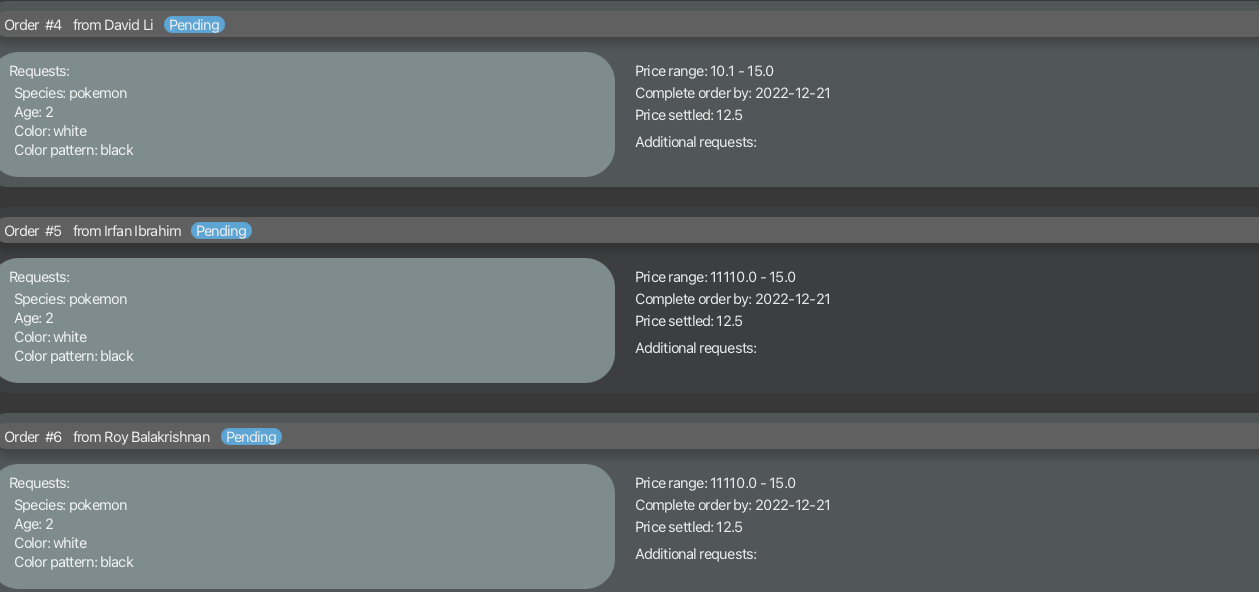 Order #4 from David Li Pending
Requests:
Species: pokemon
Age: 2
Color: white
Color pattern: black
Price range: 10.1 - 15.0
Complete order by: 2022-12-21
Price settled: 12.5
Additional requests:
Order #5 from Irfan Ibrahim Pending
Requests:
Species: pokemon
Age: 2
Color: white
Color pattern: black
Price range: 11110.0 - 15.0
Complete order by: 2022-12-21
Price settled: 12.5
Additional requests:
Order #6 from Roy Balakrishnan Pending
Requests:
Species: pokemon
Age: 2
Color: white
Color pattern: black
Price range: 11110.0 - 15.0
Complete order by: 2022-12-21
Price settled: 12.5
Additional requests: